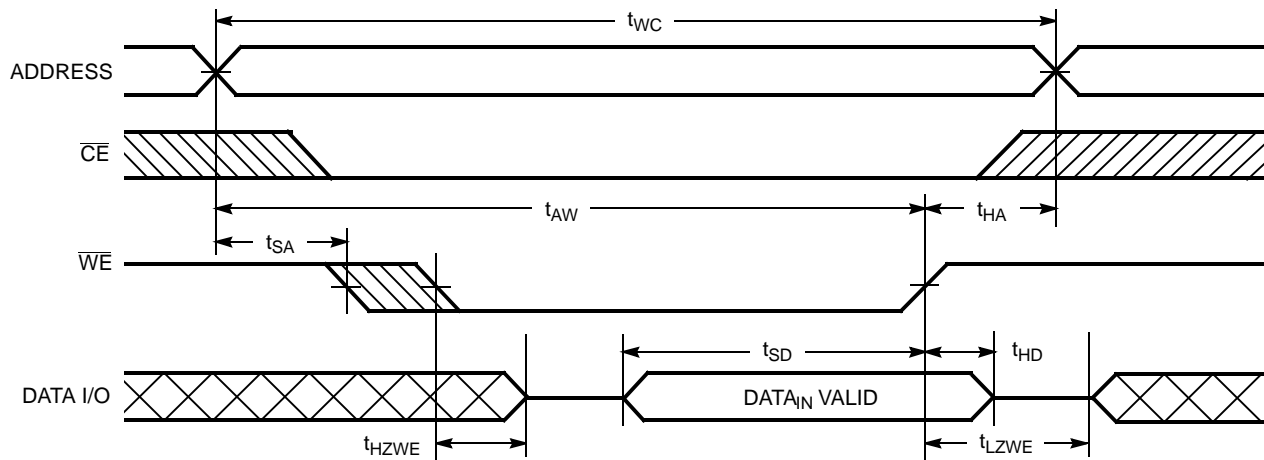 tWC
ADDRESS
CE
tAW
tHA
tSA
WE
tSD
tHD
DATA I/O
DATAIN VALID
tHZWE
tLZWE